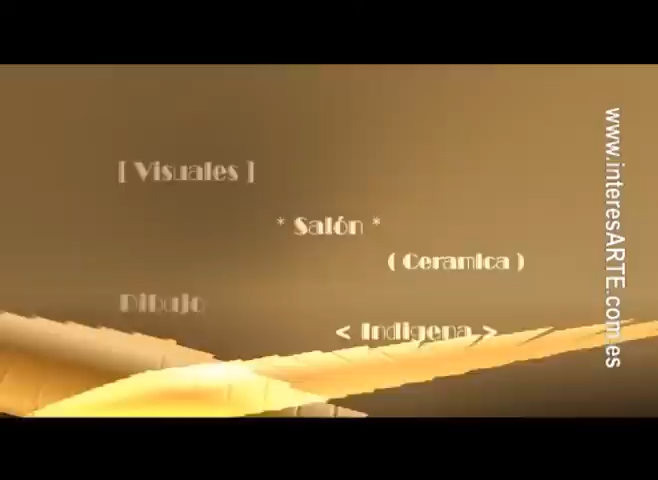 [ Visuales ]
* Salón *
( Ceramica )
Dibujo
< Indigena >
www.interesARTE.com.es